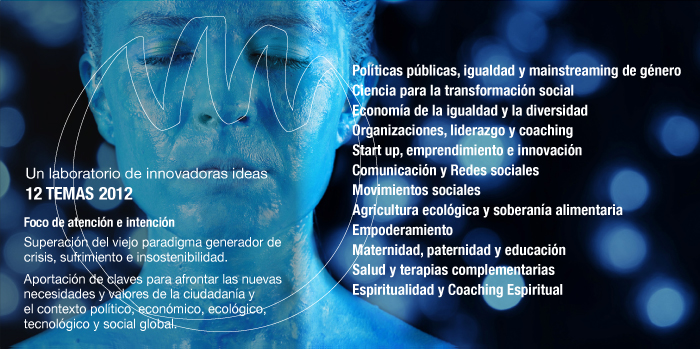 Un laboratorio de innovadoras ideas
12 TEMAS 2012
Foco de atención e intención
Superación del viejo paradigma generador de
crisis, sufrimiento e insostenibilidad.
Aportación de claves para afrontar las nuevas
necesidades y valores de la ciudadanía y
el contexto político, económico, ecológico,
tecnológico y social global.
Políticas públicas, igualdad y mainstreaming de género
Ciencia para la transformación social
Economía de la igualdad y la diversidad
Organizaciones, liderazgo y coaching
Start up, emprendimiento e innovación
Comunicación y Redes sociales
Movimientos sociales
Agricultura ecológica y soberanía alimentaria
Empoderamiento
Maternidad, paternidad y educación
Salud y terapias complementarias
Espiritualidad y Coaching Espiritual